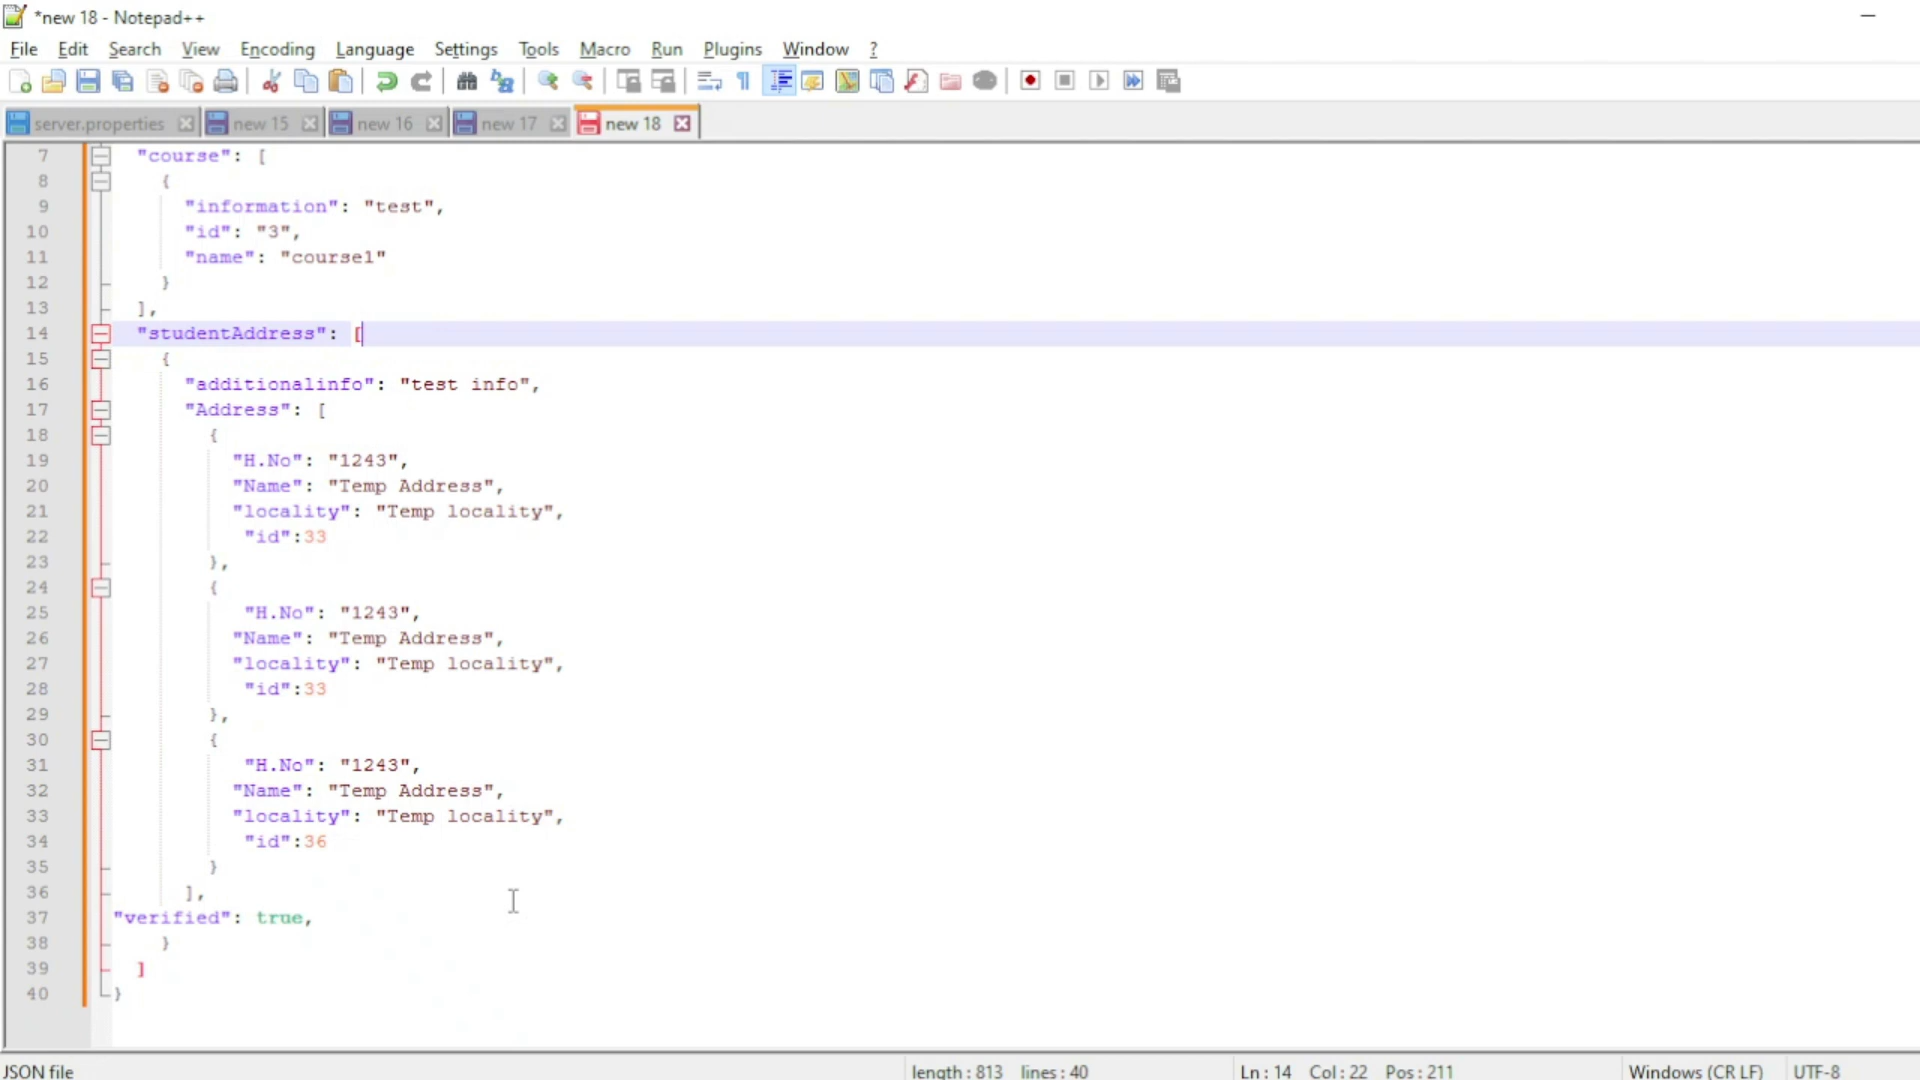 *new 18 - Notepad++
File Edit Search View Encoding Language Settings Tools Macro Run Plugins Window ?
server.properties new 15 new 16 new 17 new 18
7 "course": [
8 {
9 "information": "test",
10 "id": "3",
11 "name": "course1"
12 }
13 ],
14 "studentAddress": [
15 {
16 "additionalinfo": "test info",
17 "Address": [
18 {
19 "H.No": "1243",
20 "Name": "Temp Address",
21 "locality": "Temp locality",
22 "id":33
23 },
24 {
25 "H.No": "1243",
26 "Name": "Temp Address",
27 "locality": "Temp locality",
28 "id":33
29 },
30 {
31 "H.No": "1243",
32 "Name": "Temp Address",
33 "locality": "Temp locality",
34 "id":36
35 }
36 ],
37 "verified": true,
38 }
39 ]
40 }
JSON file length : 813 lines : 40 Ln : 14 Col : 22 Pos : 211 Windows (CR LF) UTF-8